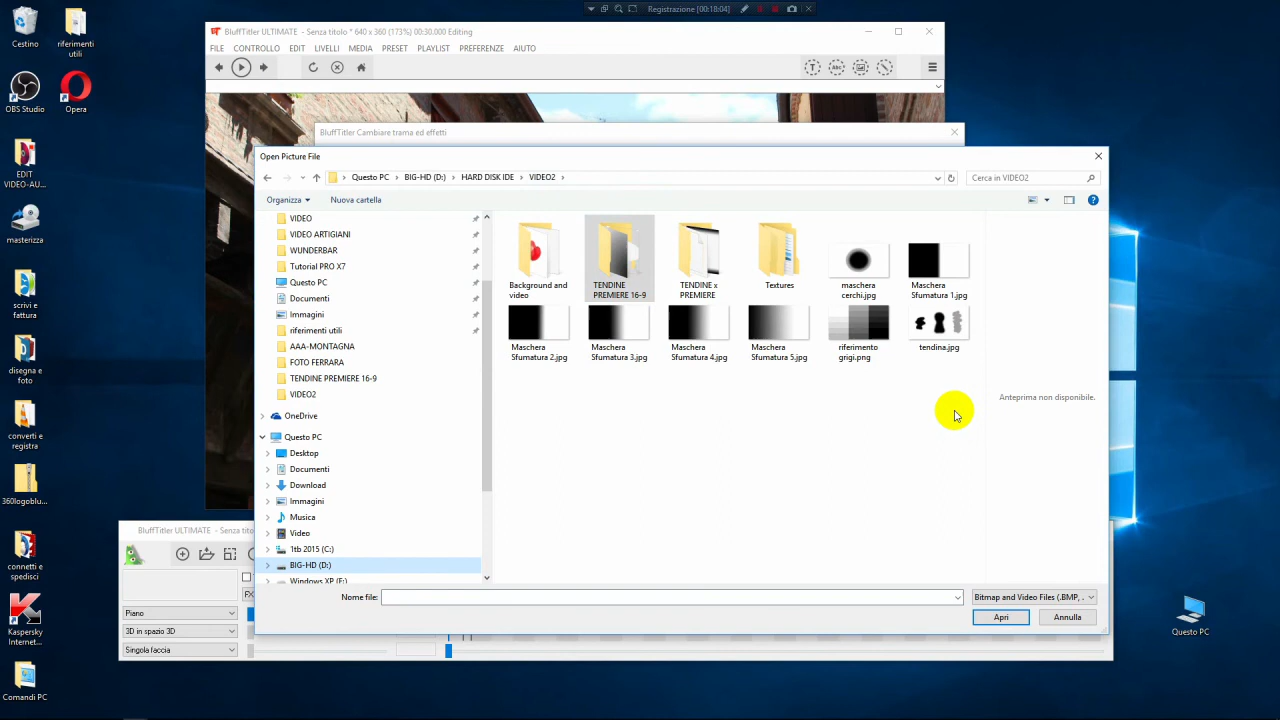 Registrazione [00:18:04]
Cestino
riferimenti
utili
OBS Studio
Opera
EDIT
VIDEO-AU...
masterizza
scrivi e
fattura
disegna
e foto
converti e
registra
360logoblu...
connetti e
spedisci
Kaspersky
Internet...
Comandi PC
Questo PC
BluffTitler ULTIMATE - Senza titolo * 640 x 360 (173%) 00:30.000 Editing
FILE CONTROLLO EDIT LIVELLI MEDIA PRESET PLAYLIST PREFERENZE AIUTO
BluffTitler Cambiare trama ed effetti
Open Picture File
Questo PC > BIG-HD (D:) > HARD DISK IDE > VIDEO2 >
Cerca in VIDEO2
Organizza Nuova cartella
VIDEO
VIDEO ARTIGIANI
WUNDERBAR
Tutorial PRO X7
Questo PC
Documenti
Immagini
riferimenti utili
AAA-MONTAGNA
FOTO FERRARA
TENDINE PREMIERE 16-9
VIDEO2
OneDrive
Questo PC
Desktop
Documenti
Download
Immagini
Musica
Video
1tb 2015 (C:)
BIG-HD (D:)
Windows XP (F:)
Background and
video
TENDINE
PREMIERE 16-9
TENDINE x
PREMIERE
Textures
maschera
cerchi.jpg
Maschera
Sfumatura 1.jpg
Maschera
Sfumatura 2.jpg
Maschera
Sfumatura 3.jpg
Maschera
Sfumatura 4.jpg
Maschera
Sfumatura 5.jpg
riferimento
grigi.png
tendina.jpg
Anteprima non disponibile.
Nome file:
Bitmap and Video Files (.BMP, .
Apri
Annulla
BluffTitler ULTIMATE - Senza tito
FX
Piano
3D in spazio 3D
Singola faccia